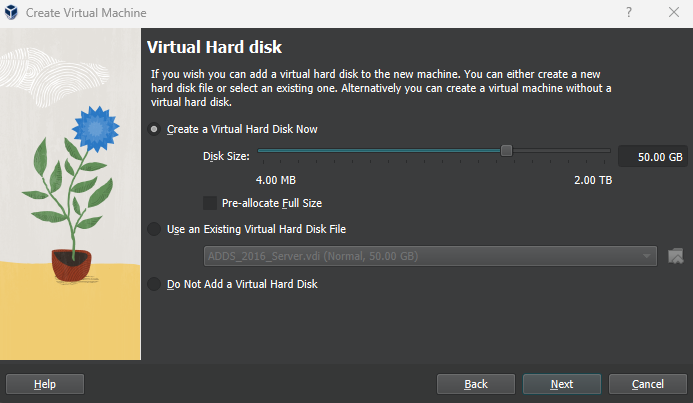 Create Virtual Machine
Virtual Hard disk
If you wish you can add a virtual hard disk to the new machine. You can either create a new
hard disk file or select an existing one. Alternatively you can create a virtual machine without a
virtual hard disk.
Create a Virtual Hard Disk Now
Disk Size:
50.00 GB
4.00 MB
2.00 TB
Pre-allocate Full Size
Use an Existing Virtual Hard Disk File
ADDS_2016_Server.vdi (Normal, 50.00 GB)
Do Not Add a Virtual Hard Disk
Help
Back
Next
Cancel